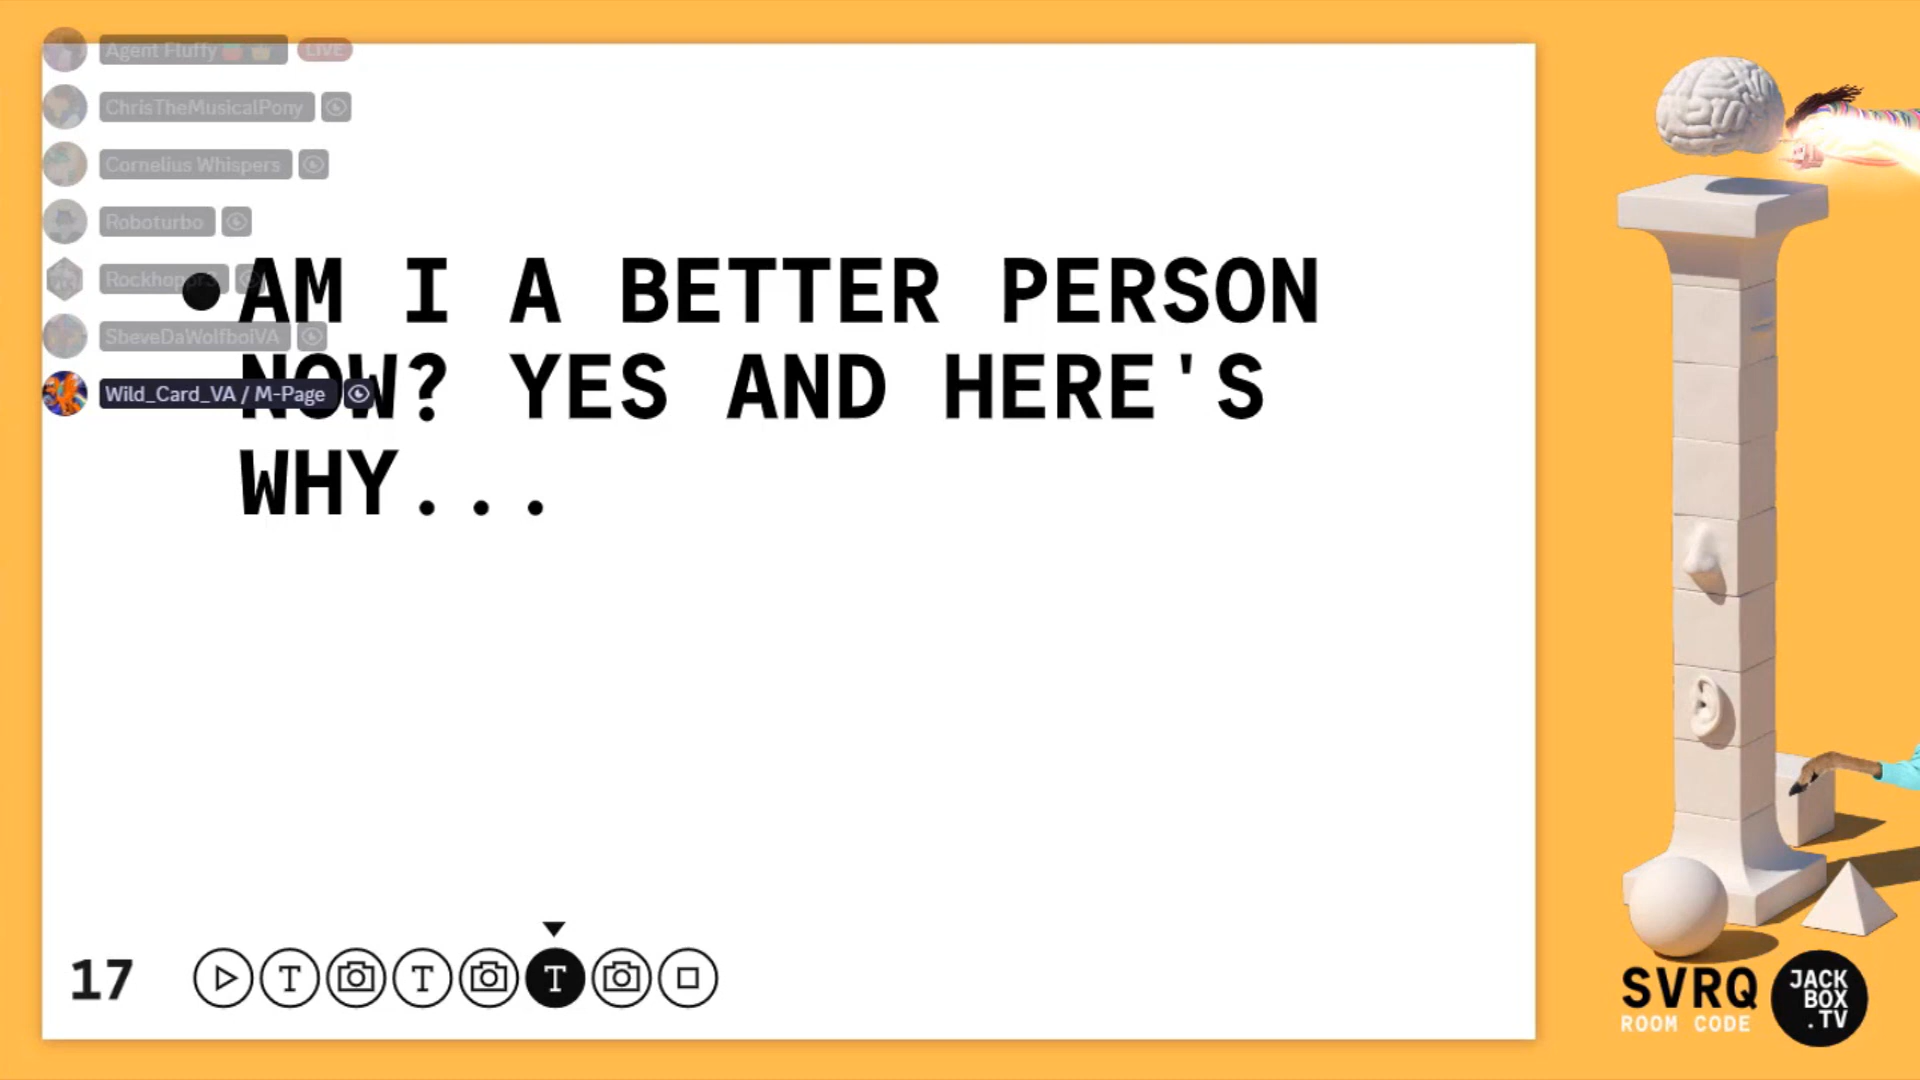 Agent Fluffy LIVE
ChrisTheMusicalPony
Cornelius Whispers
Roboturbo
SbeveDaWolfboiVA
Wild_Card_VA / M-Page
• AM I A BETTER PERSON
NOW? YES AND HERE'S
WHY...
17
T
T
T
SVRQ
ROOM CODE
JACK
BOX
.TV